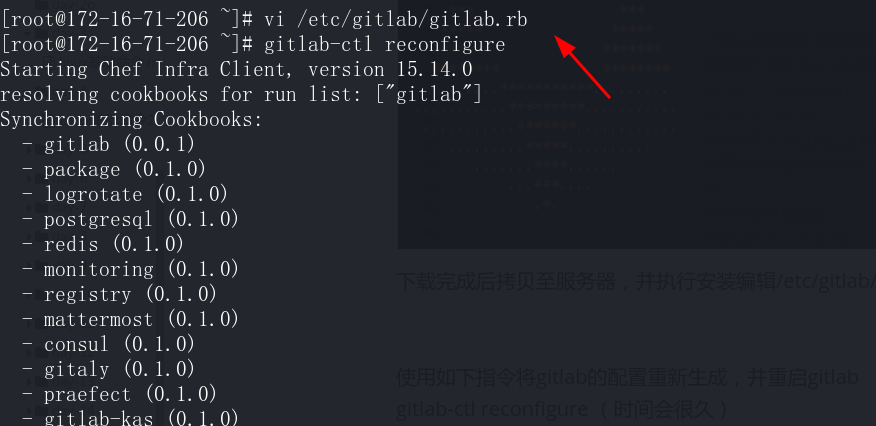 [root@172-16-71-206 ~]# vi /etc/gitlab/gitlab.rb
[root@172-16-71-206 ~]# gitlab-ctl reconfigure
Starting Chef Infra Client, version 15.14.0
resolving cookbooks for run list: ["gitlab"]
Synchronizing Cookbooks:
  - gitlab (0.0.1)
  - package (0.1.0)
  - logrotate (0.1.0)
  - postgresql (0.1.0)
  - redis (0.1.0)
  - monitoring (0.1.0)
  - registry (0.1.0)
  - mattermost (0.1.0)
  - consul (0.1.0)
  - gitaly (0.1.0)
  - praefect (0.1.0)
  - gitlab-kas (0.1.0)
下载完成后拷贝至服务器，并执行安装编辑/etc/gitlab/
使用如下指令将gitlab的配置重新生成，并重启gitlab
gitlab-ctl reconfigure （时间会很久）